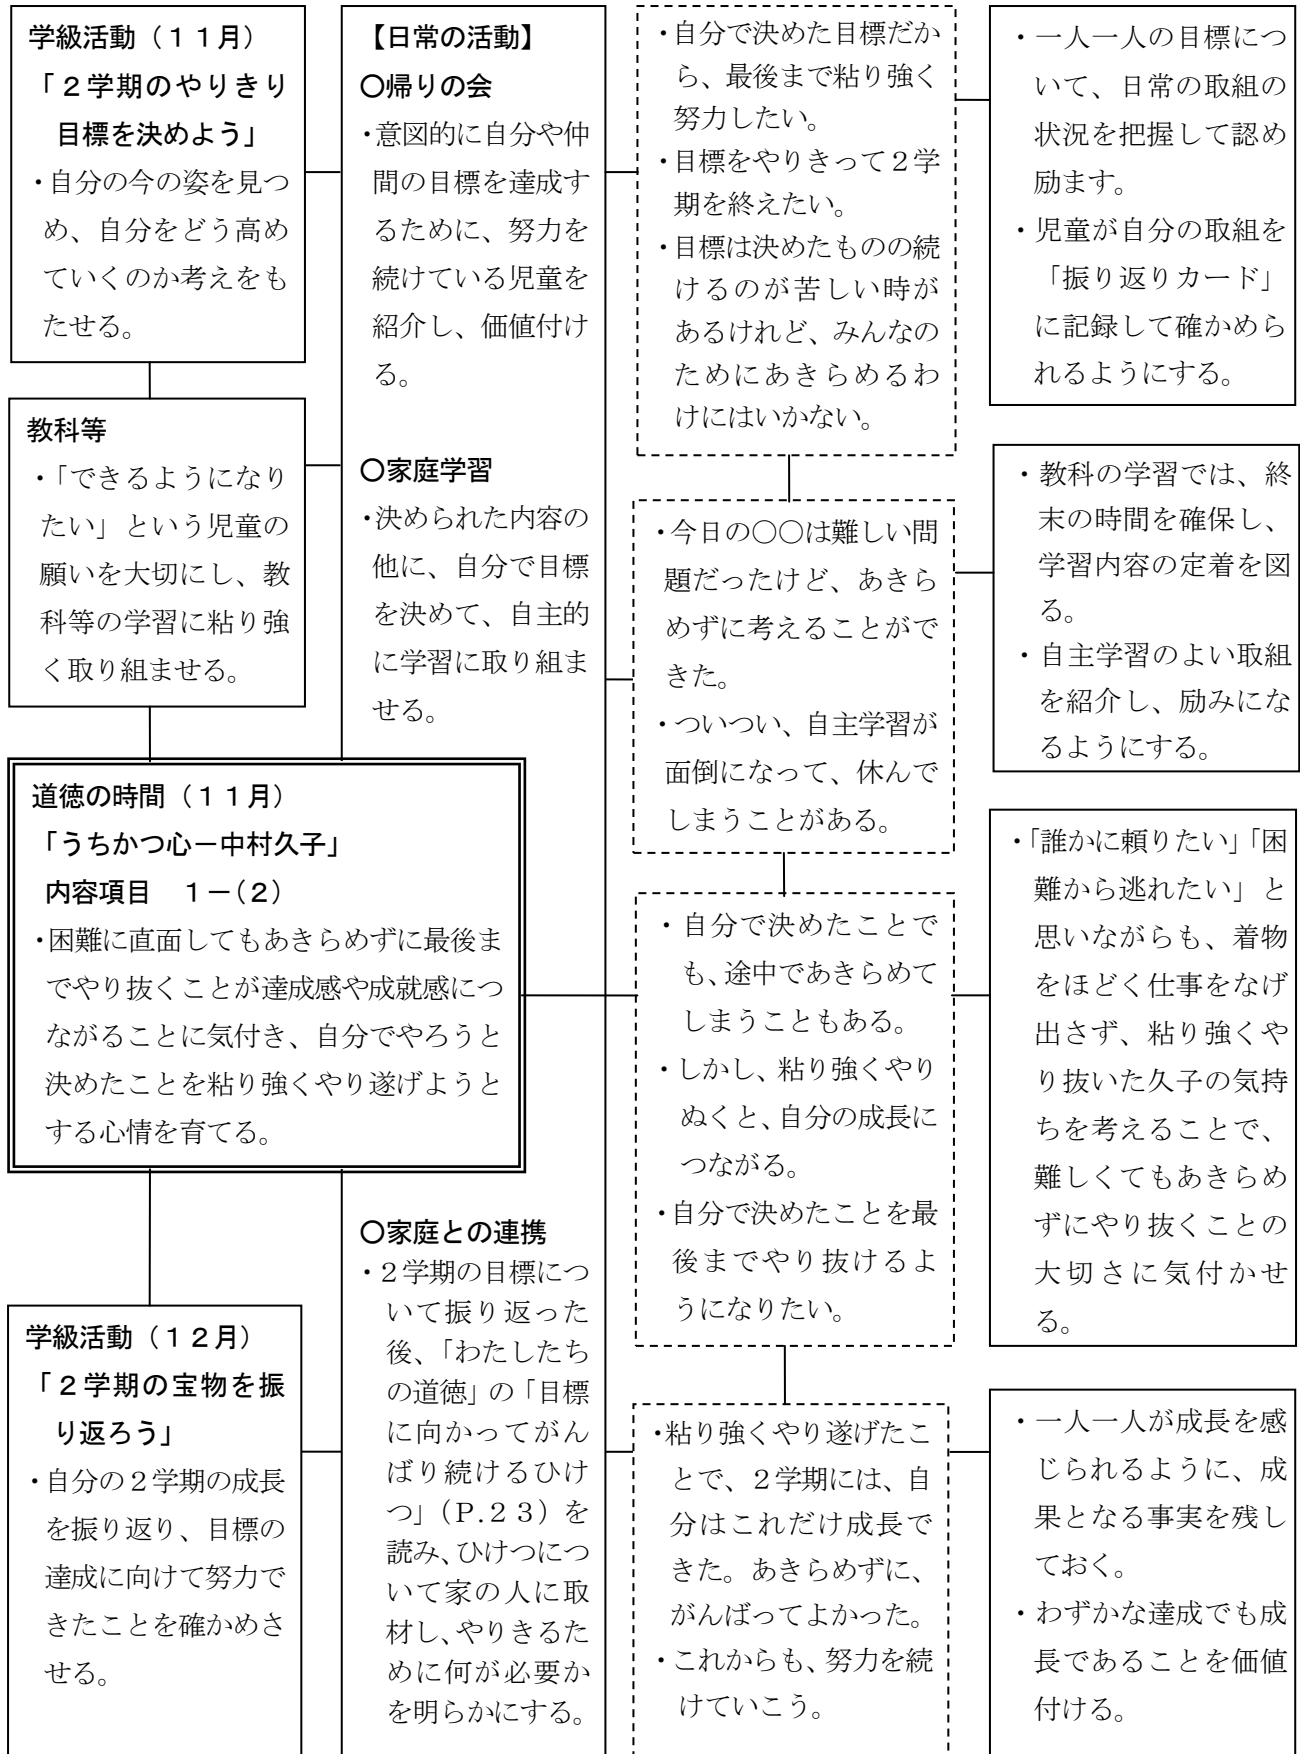 学級活動(11月)
「2学期のやりきり
目標を決めよう」
・自分の今の姿を見つ
め、自分をどう高め
ていくのか考えをも
たせる。
教科等
・「できるようになり
たい」という児童の
願いを大切にし、教
科等の学習に粘り強
く取り組ませる。
道徳の時間(11月)
「うちかつ心-中村久子」
内容項目 1-(2)
・困難に直面してもあきらめずに最後ま
でやり抜くことが達成感や成就感につ
ながることに気付き、自分でやろうと
決めたことを粘り強くやり遂げようと
する心情を育てる。
学級活動(12月)
「2学期の宝物を振
り返ろう」
・自分の2学期の成長
を振り返り、目標の
達成に向けて努力で
きたことを確かめさ
せる。
【日常の活動】
○帰りの会
・意図的に自分や仲
間の目標を達成す
るために、努力を
続けている児童を
紹介し、価値付け
る。
○家庭学習
・決められた内容の
他に、自分で目標
を決めて、自主的
に学習に取り組ま
せる。
○家庭との連携
・2学期の目標につ
いて振り返った
後、「わたしたち
の道徳」の「目標
に向かってがん
ばり続けるひけ
つ」(P.23)を
読み、ひけつにつ
いて家の人に取
材し、やりきるた
めに何が必要か
を明らかにする。
・自分で決めた目標だか
ら、最後まで粘り強く
努力したい。
・目標をやりきって2学
期を終えたい。
・目標は決めたものの続
けるのが苦しい時が
あるけれど、みんなの
ためにあきらめるわ
けにはいかない。
・今日の○○は難しい問
題だったけど、あきら
めずに考えることがで
きた。
・ついつい、自主学習が
面倒になって、休んで
しまうことがある。
・自分で決めたことで
も、途中であきらめて
しまうこともある。
・しかし、粘り強くやり
ぬくと、自分の成長に
つながる。
・自分で決めたことを最
後までやり抜けるよ
うになりたい。
・粘り強くやり遂げたこ
とで、2学期には、自
分はこれだけ成長で
きた。あきらめずに、
がんばってよかった。
・これからも、努力を続
けていこう。
・一人一人の目標につ
いて、日常の取組の
状況を把握して認め
励ます。
・児童が自分の取組を
「振り返りカード」
に記録して確かめら
れるようにする。
・教科の学習では、終
末の時間を確保し、
学習内容の定着を図
る。
・自主学習のよい取組
を紹介し、励みにな
るようにする。
・「誰かに頼りたい」「困
難から逃れたい」と
思いながらも、着物
をほどく仕事をなげ
出さず、粘り強くや
り抜いた久子の気持
ちを考えることで、
難しくてもあきらめ
ずにやり抜くことの
大切さに気付かせ
る。
・一人一人が成長を感
じられるように、成
果となる事実を残し
ておく。
・わずかな達成でも成
長であることを価値
付ける。